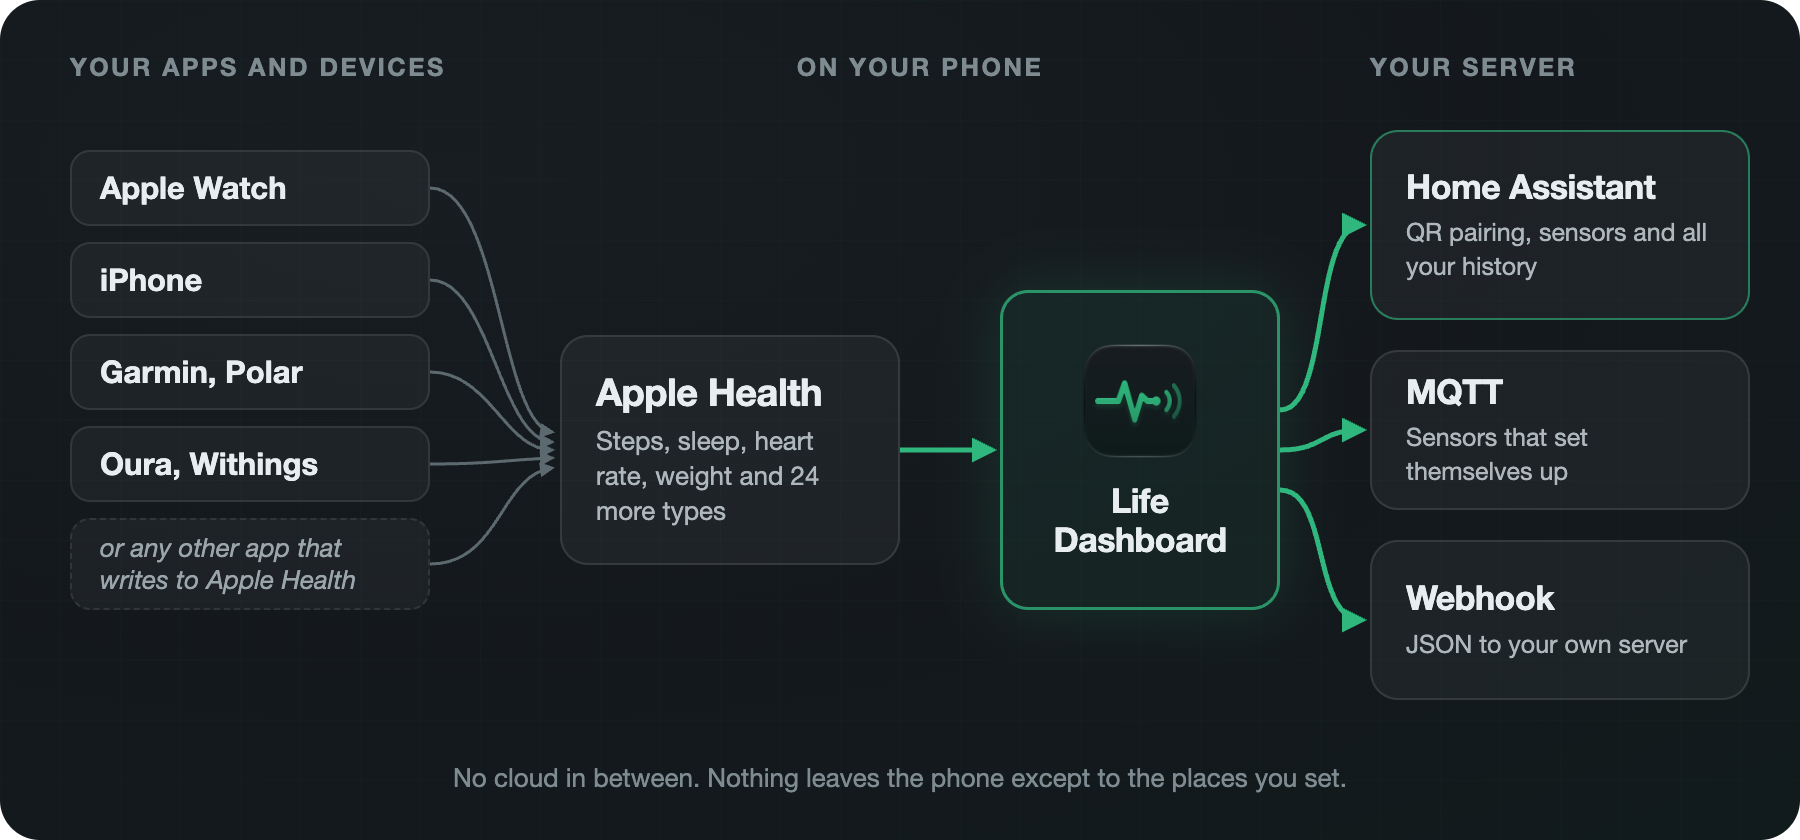 YOUR APPS AND DEVICES
ON YOUR PHONE
YOUR SERVER
Apple Watch
iPhone
Garmin, Polar
Oura, Withings
or any other app that
writes to Apple Health
Apple Health
Steps, sleep, heart
rate, weight and 24
more types
Life
Dashboard
Home Assistant
QR pairing, sensors and all
your history
MQTT
Sensors that set
themselves up
Webhook
JSON to your own server
No cloud in between. Nothing leaves the phone except to the places you set.